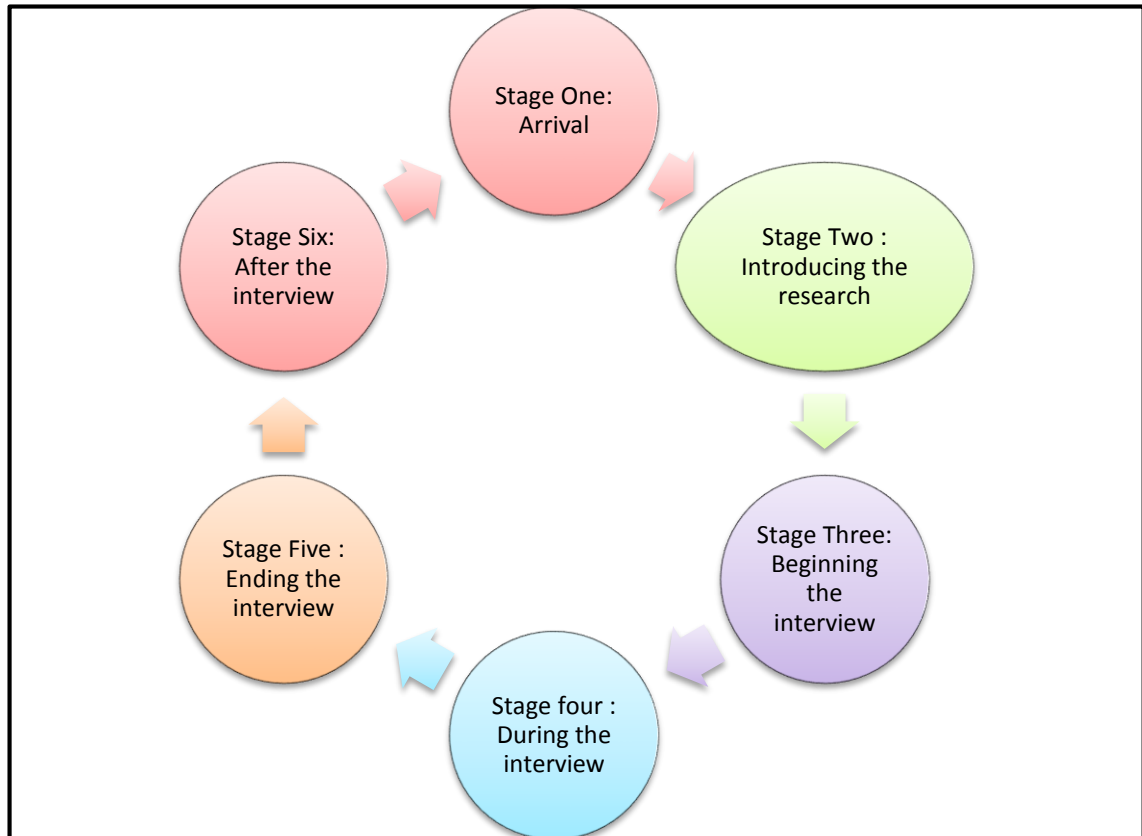 Stage One:
Arrival
Stage Two :
Introducing the
research
Stage Three:
Beginning
the
interview
Stage four :
During the
interview
Stage Five :
Ending the
interview
Stage Six:
After the
interview